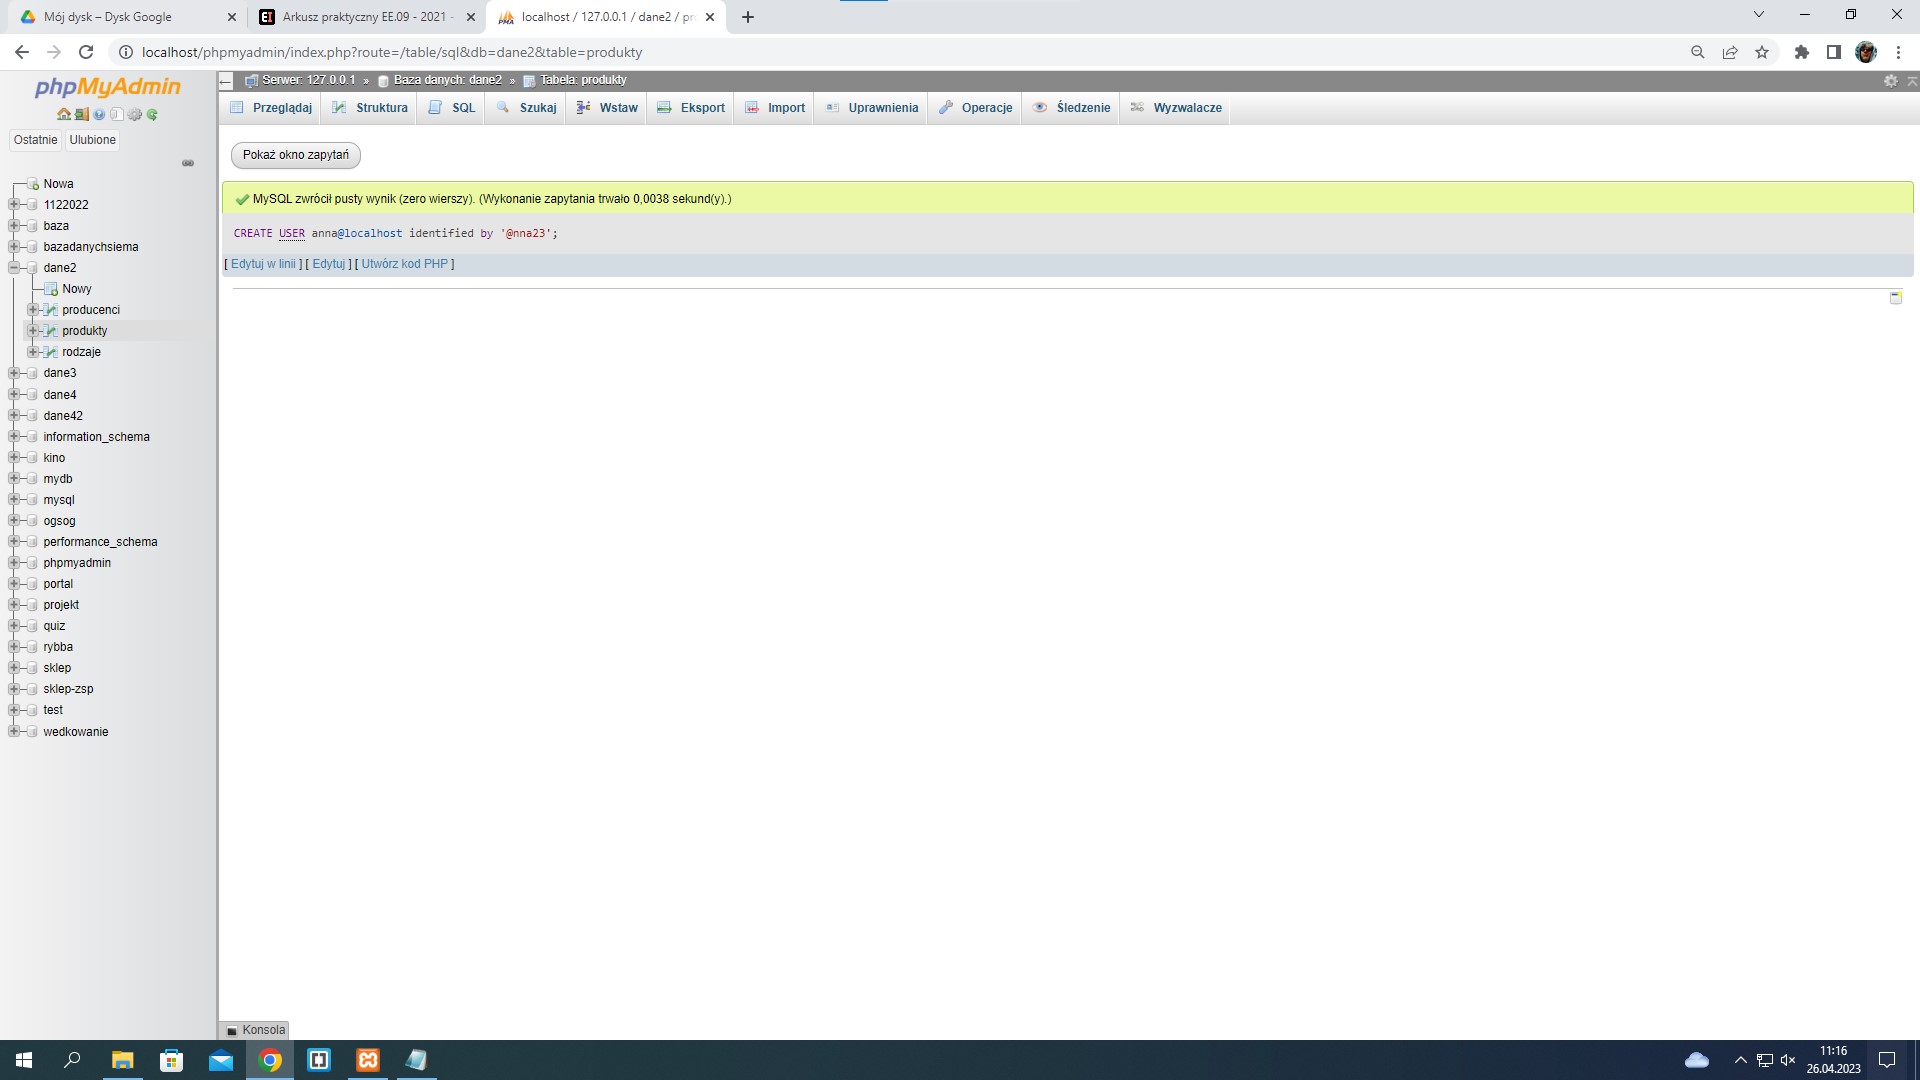 Mój dysk – Dysk Google
Arkusz praktyczny EE.09 - 2021 -
localhost / 127.0.0.1 / dane2 / pro
localhost/phpmyadmin/index.php?route=/table/sql&db=dane2&table=produkty
phpMyAdmin
Ostatnie
Ulubione
Nowa
1122022
baza
bazadanychsiema
dane2
Nowy
producenci
produkty
rodzaje
dane3
dane4
dane42
information_schema
kino
mydb
mysql
ogsog
performance_schema
phpmyadmin
portal
projekt
quiz
rybba
sklep
sklep-zsp
test
wedkowanie
Serwer: 127.0.0.1 » Baza danych: dane2 » Tabela: produkty
Przeglądaj Struktura SQL Szukaj Wstaw Eksport Import Uprawnienia Operacje Śledzenie Wyzwalacze
Pokaż okno zapytań
MySQL zwrócił pusty wynik (zero wierszy). (Wykonanie zapytania trwało 0,0038 sekund(y).)
CREATE USER anna@localhost identified by '@nna23';
[ Edytuj w linii ] [ Edytuj ] [ Utwórz kod PHP ]
Konsola
11:16
26.04.2023